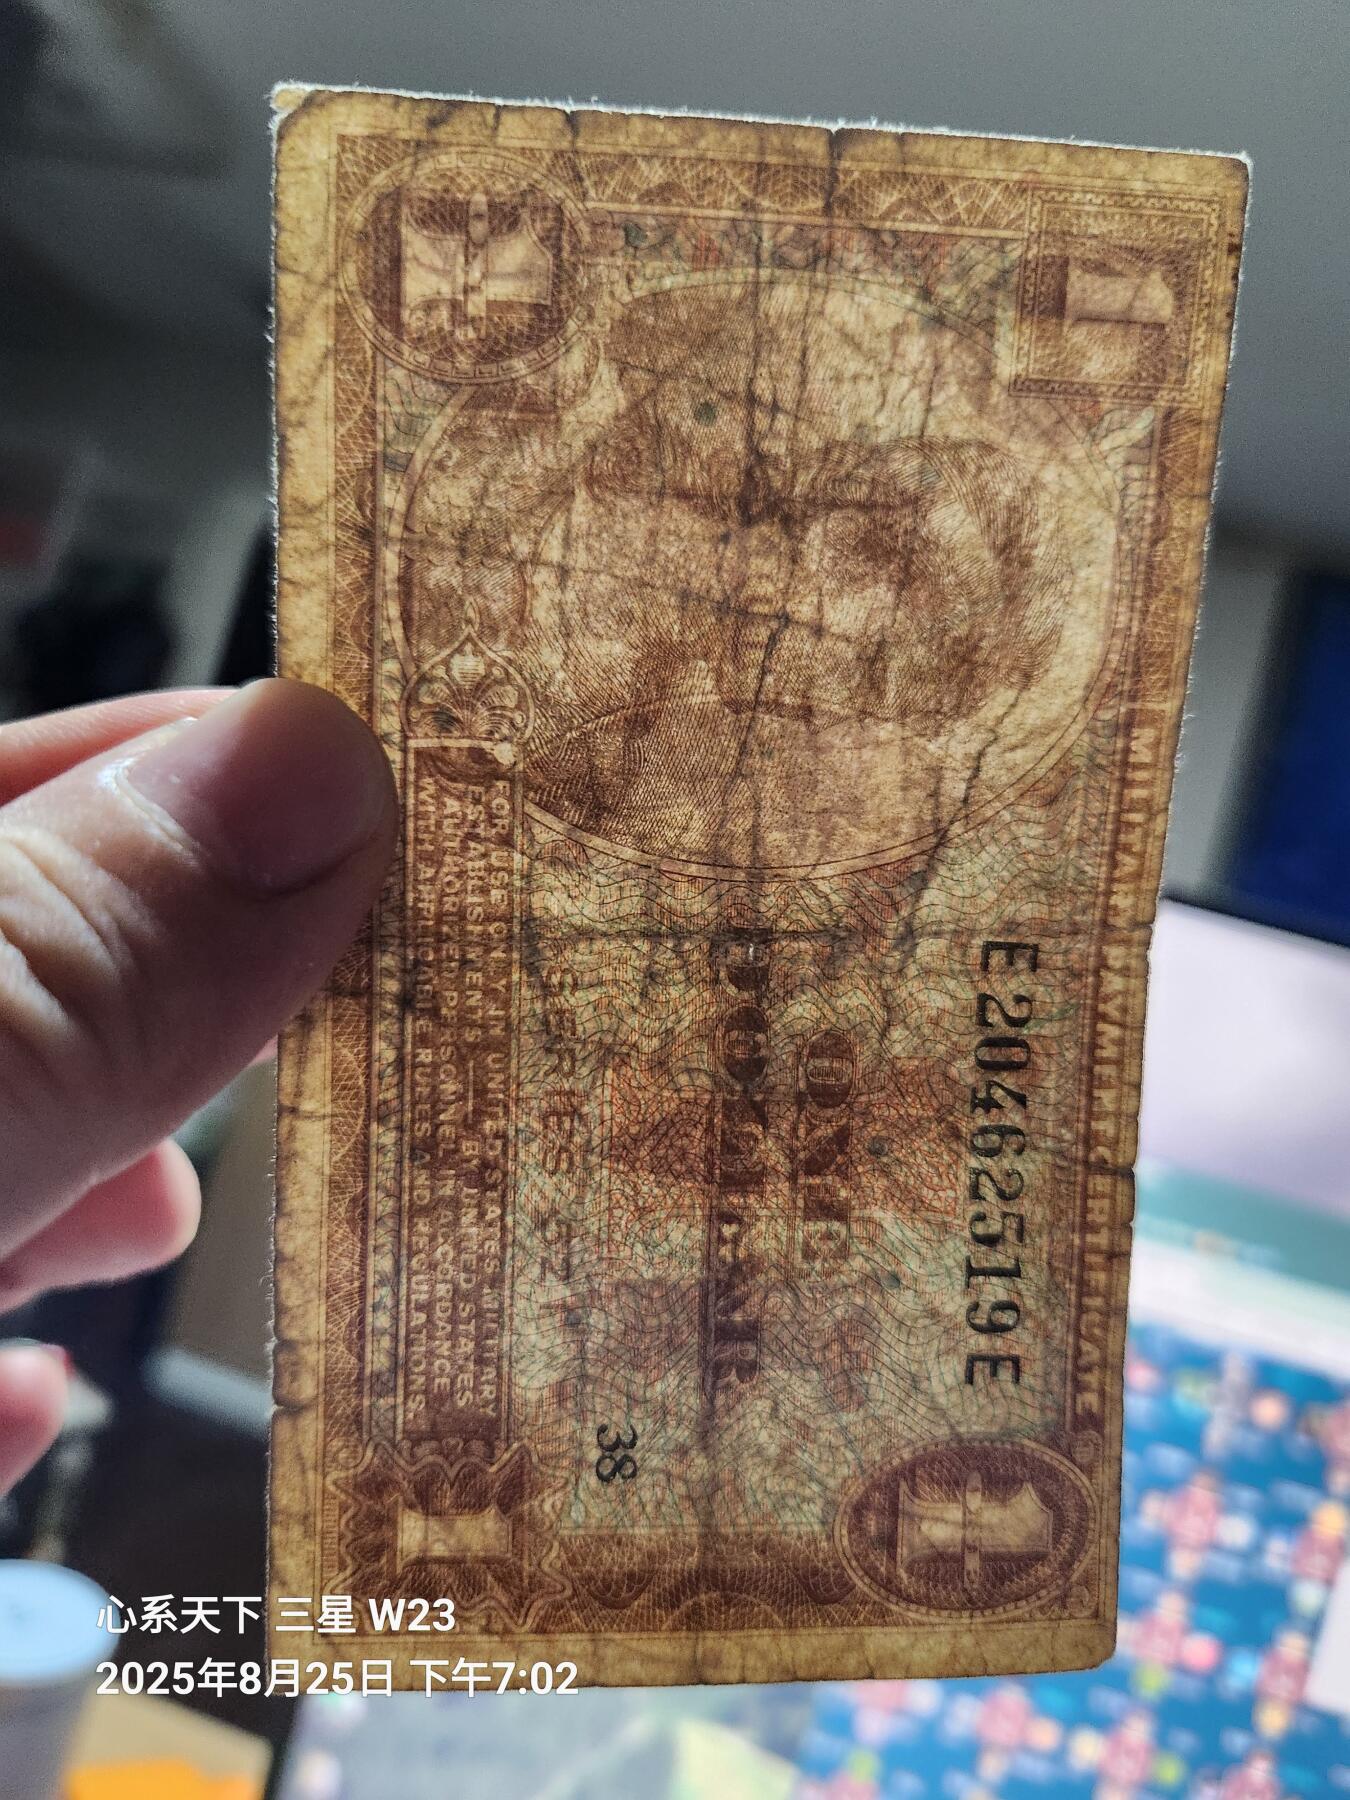 MILITARY PAYMENT CERTIFICATE
E20462519E
ONE
DOLLAR
SERIES 521
38
FOR USE ONLY IN UNITED STATES MILITARY
ESTABLISHMENTS — BY UNITED STATES
AUTHORIZED PERSONNEL IN ACCORDANCE
WITH APPLICABLE RULES AND REGULATIONS.
1
1
1
1
心系天下 三星 W23
2025年8月25日 下午7:02